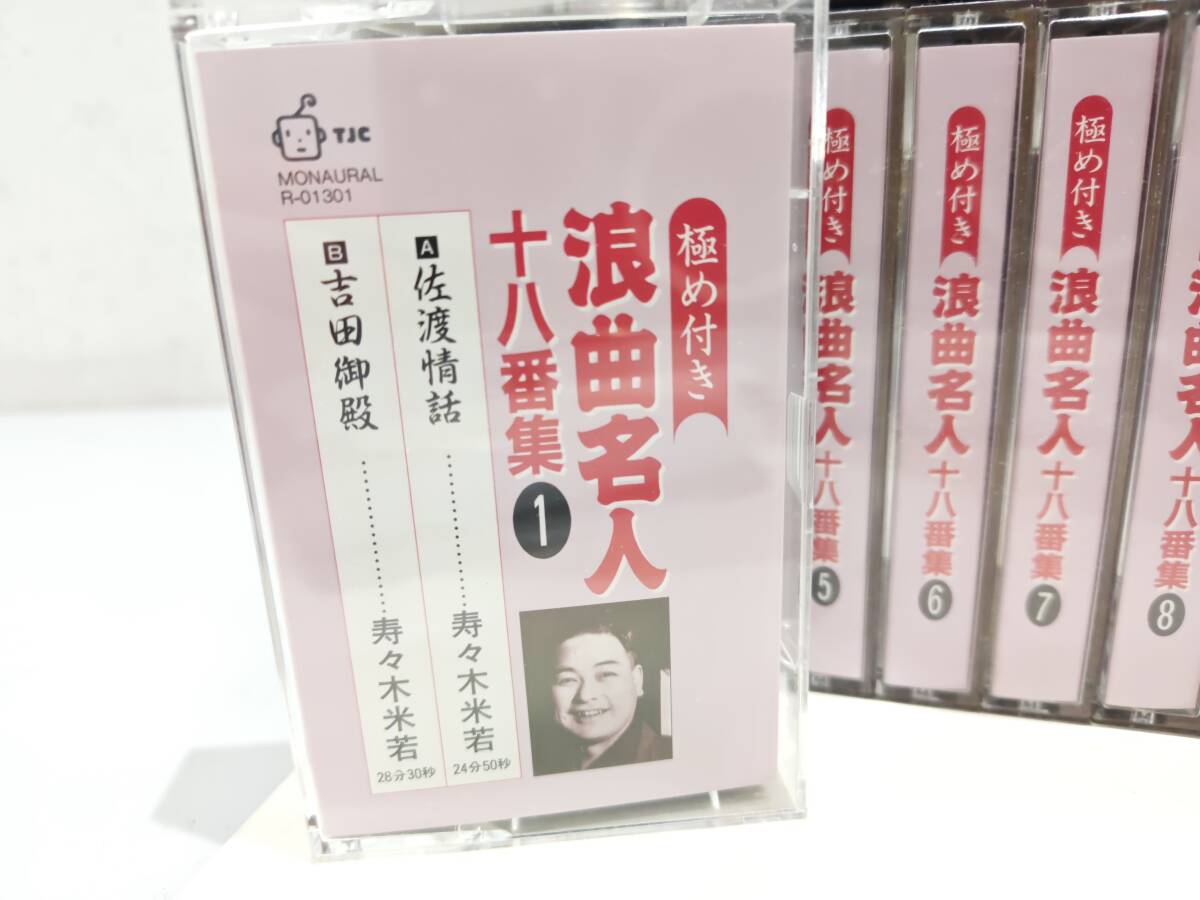 TJC
MONAURAL
R-01301
極め付き
浪曲名人
十八番集
1
A 佐渡情話 寿々木米若
24分50秒
B 吉田御殿 寿々木米若
28分30秒
極め付き 浪曲名人 十八番集 5
極め付き 浪曲名人 十八番集 6
極め付き 浪曲名人 十八番集 7
浪曲名人 十八番集 8